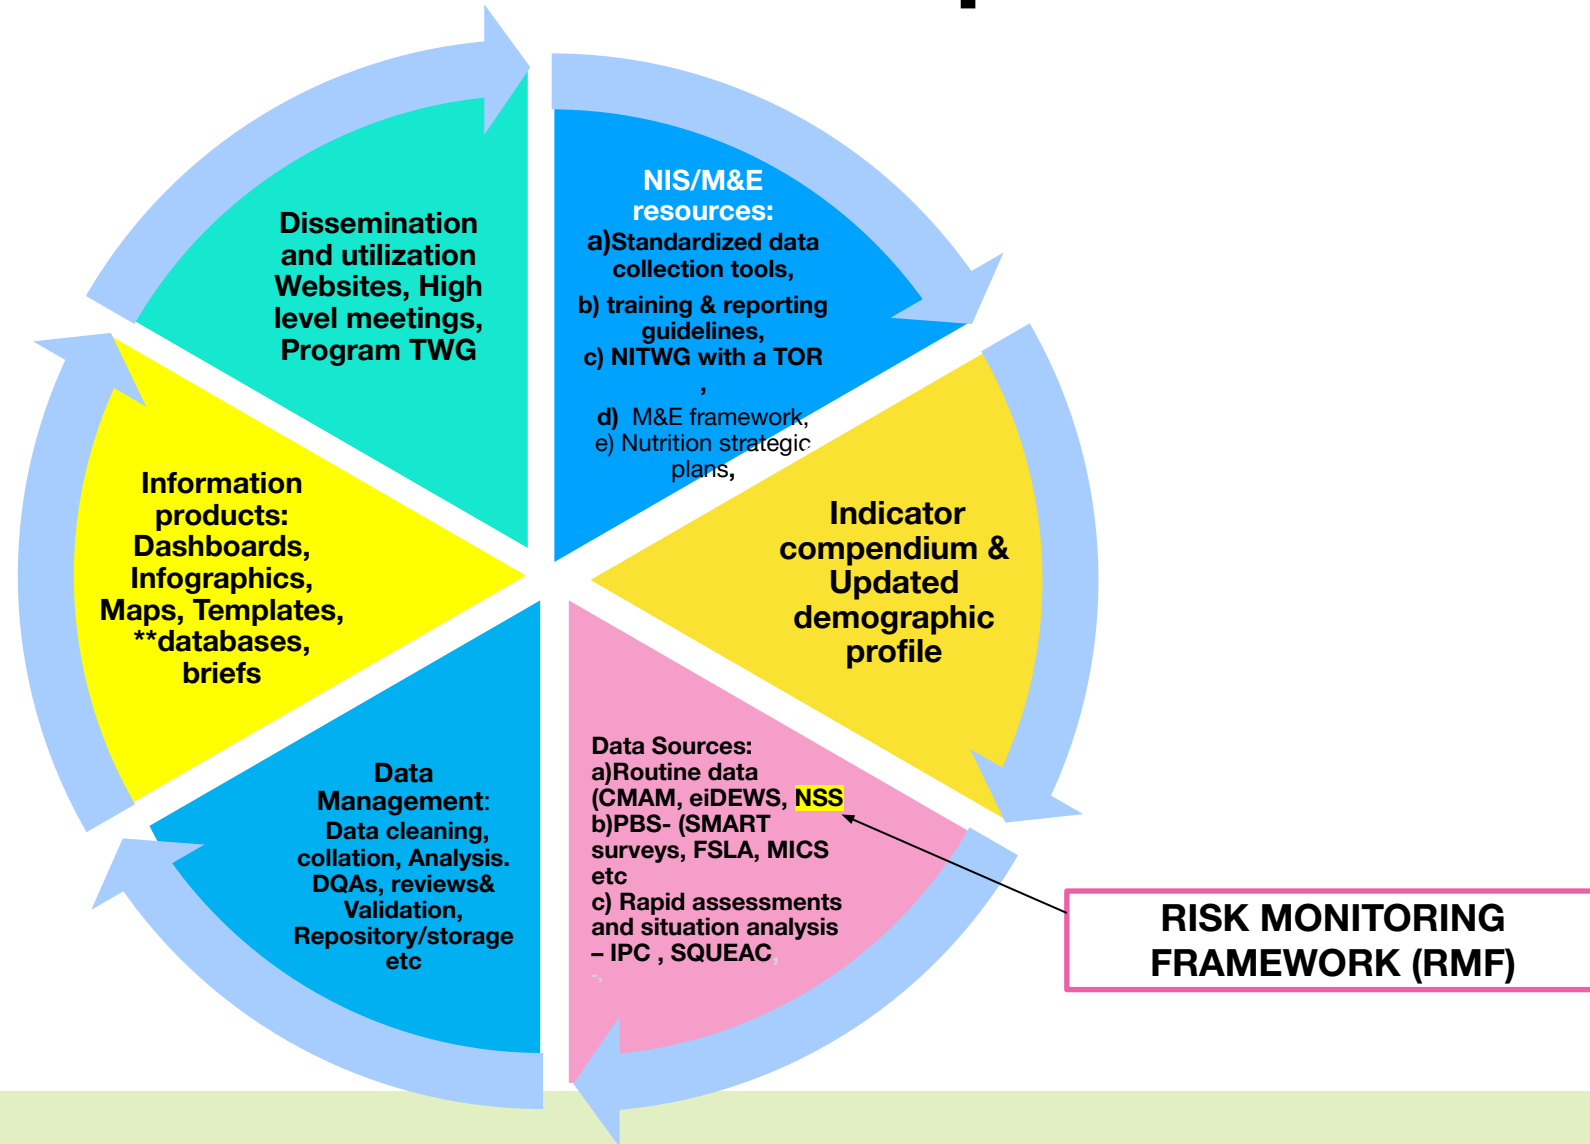 NIS/M&E
resources:
a)Standardized data
collection tools,
b) training & reporting
guidelines,
c) NITWG with a TOR
,
d) M&E framework,
e) Nutrition strategic
plans,
Indicator
compendium &
Updated
demographic
profile
Data Sources:
a)Routine data
(CMAM, eiDEWS, NSS
b)PBS- (SMART
surveys, FSLA, MICS
etc
c) Rapid assessments
and situation analysis
– IPC , SQUEAC,
-,
RISK MONITORING
FRAMEWORK (RMF)
Data
Management:
Data cleaning,
collation, Analysis.
DQAs, reviews&
Validation,
Repository/storage
etc
Information
products:
Dashboards,
Infographics,
Maps, Templates,
**databases,
briefs
Dissemination
and utilization
Websites, High
level meetings,
Program TWG